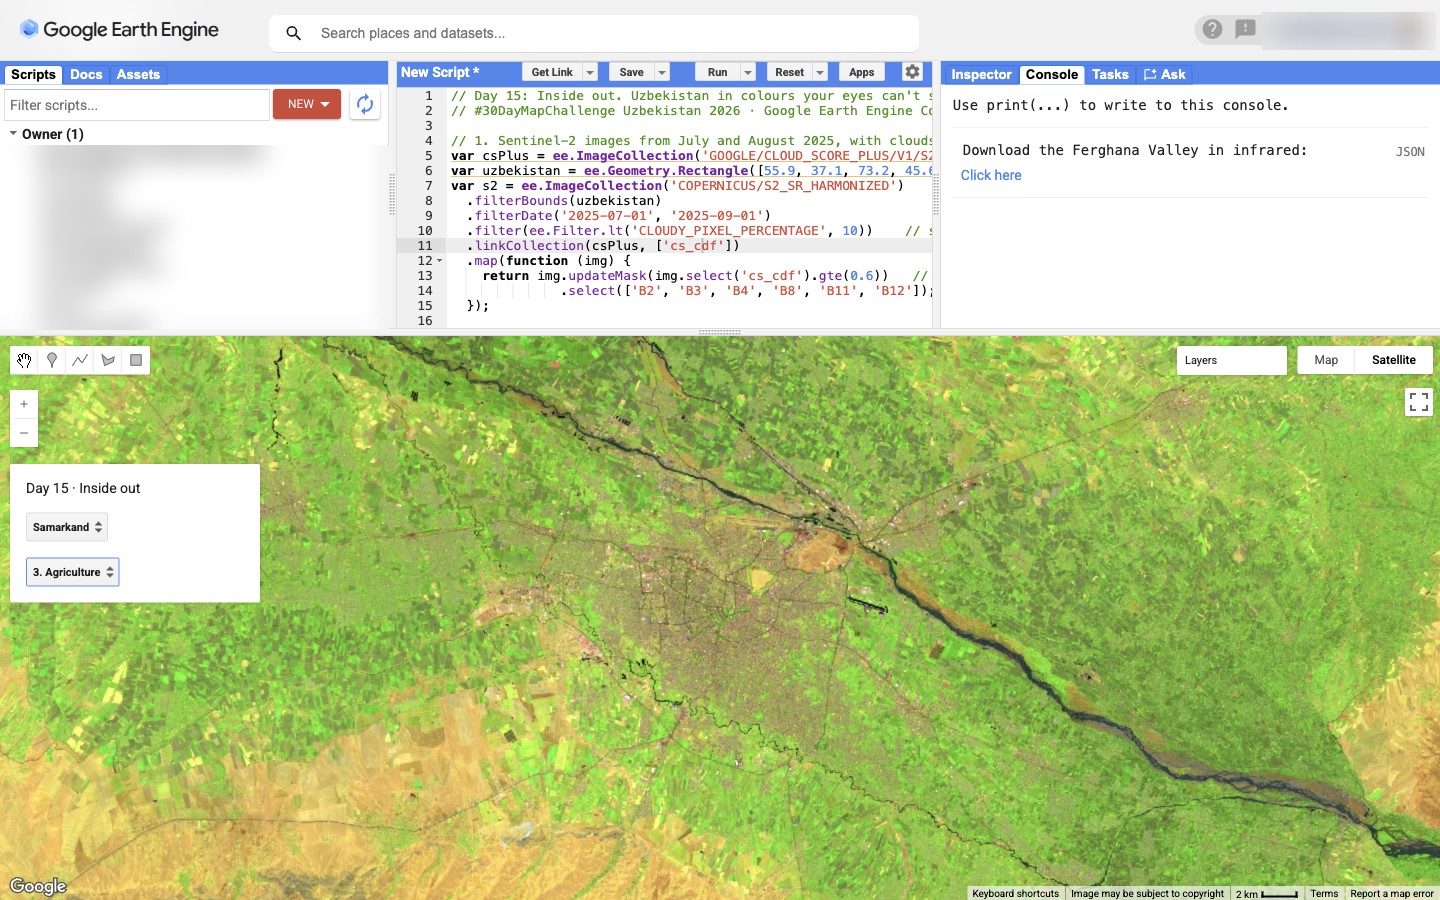 Google Earth Engine
Search places and datasets...
Scripts Docs Assets
Filter scripts...
NEW
Owner (1)
New Script *
Get Link
Save
Run
Reset
Apps
1 // Day 15: Inside out. Uzbekistan in colours your eyes can't s
2 // #30DayMapChallenge Uzbekistan 2026 · Google Earth Engine Co
3
4 // 1. Sentinel-2 images from July and August 2025, with clouds
5 var csPlus = ee.ImageCollection('GOOGLE/CLOUD_SCORE_PLUS/V1/S2
6 var uzbekistan = ee.Geometry.Rectangle([55.9, 37.1, 73.2, 45.6
7 var s2 = ee.ImageCollection('COPERNICUS/S2_SR_HARMONIZED')
8 .filterBounds(uzbekistan)
9 .filterDate('2025-07-01', '2025-09-01')
10 .filter(ee.Filter.lt('CLOUDY_PIXEL_PERCENTAGE', 10)) // s
11 .linkCollection(csPlus, ['cs_cdf'])
12 .map(function (img) {
13 return img.updateMask(img.select('cs_cdf').gte(0.6)) //
14 .select(['B2', 'B3', 'B4', 'B8', 'B11', 'B12']);
15 });
16
Inspector Console Tasks Ask
Use print(...) to write to this console.
Download the Ferghana Valley in infrared:
JSON
Click here
Layers
Map
Satellite
+
−
Day 15 · Inside out
Samarkand
3. Agriculture
Google
Keyboard shortcuts
Image may be subject to copyright
2 km
Terms
Report a map error